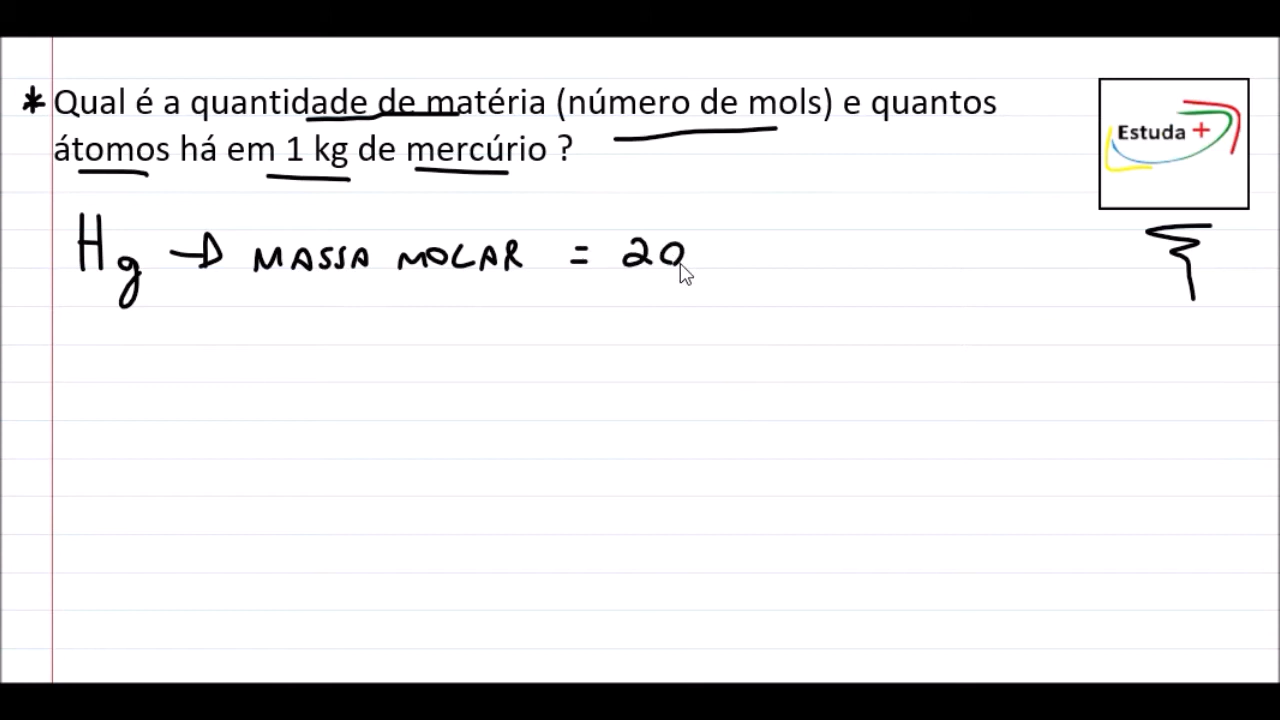 * Qual é a quantidade de matéria (número de mols) e quantos
átomos há em 1 kg de mercúrio ?
Estuda +
Hg → MASSA MOLAR = 20